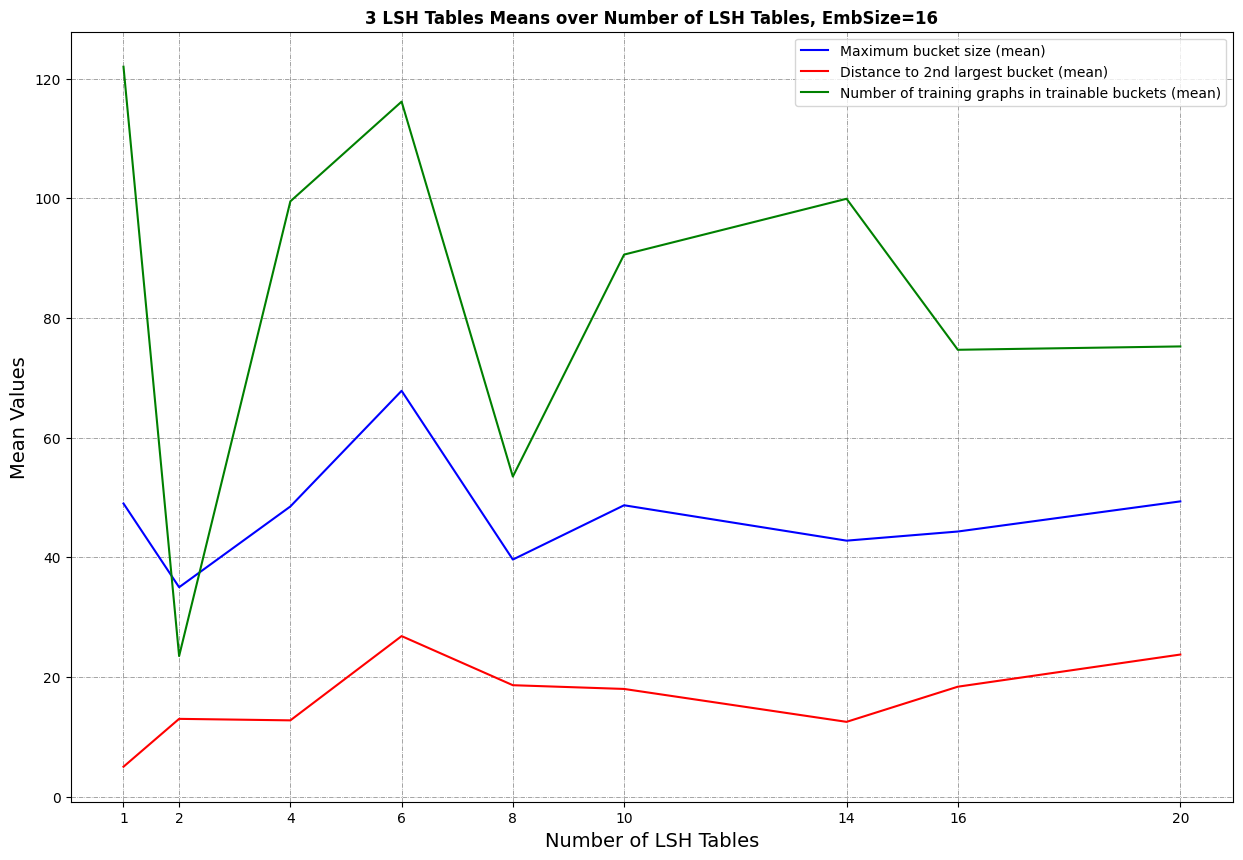 3 LSH Tables Means over Number of LSH Tables, EmbSize=16
Maximum bucket size (mean)
Distance to 2nd largest bucket (mean)
Number of training graphs in trainable buckets (mean)
120
100
80
60
40
20
0
Mean Values
1 2 4 6 8 10 14 16 20
Number of LSH Tables